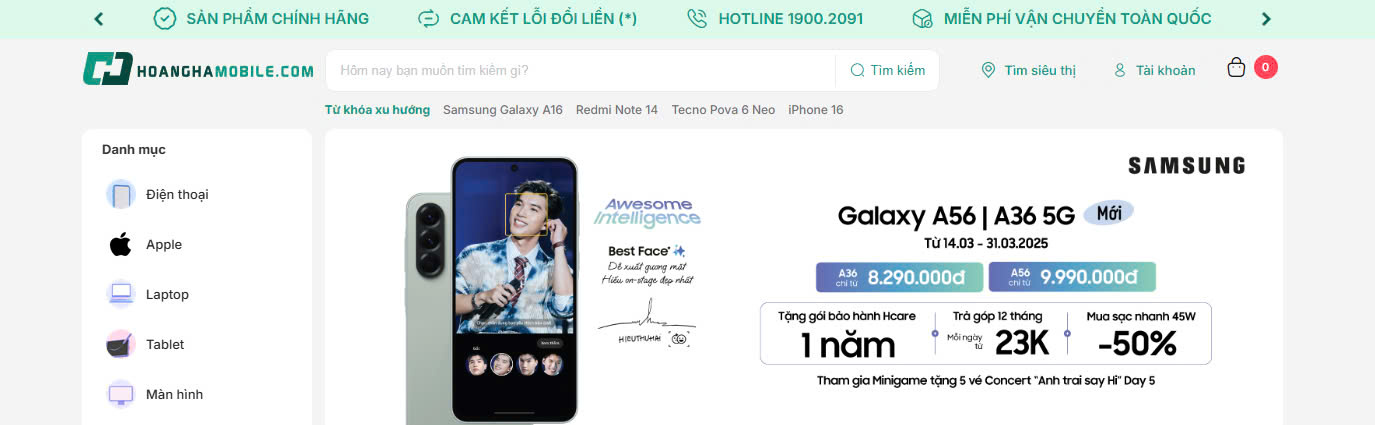 SẢN PHẨM CHÍNH HÃNG
CAM KẾT LỖI ĐỔI LIỀN (*)
HOTLINE 1900.2091
MIỄN PHÍ VẬN CHUYỂN TOÀN QUỐC
HOANGHAMOBILE.COM
Hôm nay bạn muốn tìm kiếm gì?
Tìm kiếm
Tìm siêu thị
Tài khoản
0
Từ khóa xu hướng
Samsung Galaxy A16
Redmi Note 14
Tecno Pova 6 Neo
iPhone 16
Danh mục
Điện thoại
Apple
Laptop
Tablet
Màn hình
Awesome
Intelligence
Best Face*
Đề xuất gương mặt
Hiếu on-stage đẹp nhất
HIEUTHUHAI
SAMSUNG
Galaxy A56 | A36 5G Mới
Từ 14.03 - 31.03.2025
A36
chỉ từ
8.290.000đ
A56
chỉ từ
9.990.000đ
Tặng gói bảo hành Hcare
1 năm
Trả góp 12 tháng
Mỗi ngày
từ
23K
Mua sạc nhanh 45W
-50%
Tham gia Minigame tặng 5 vé Concert "Anh trai say Hi" Day 5